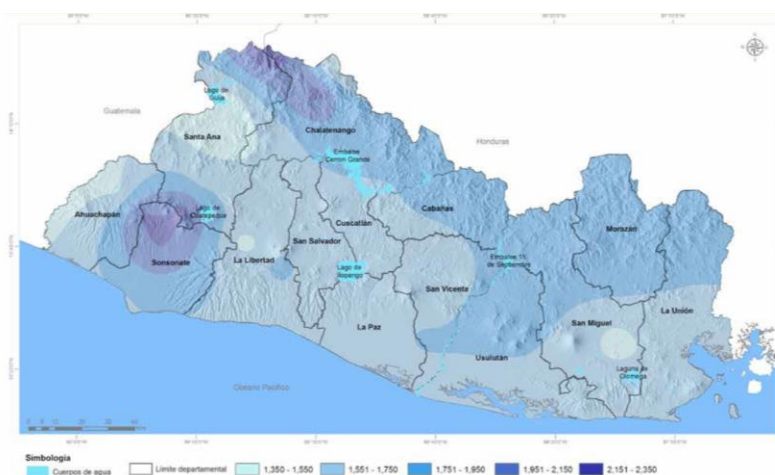 Guatemala
Honduras
Lago de
Güija
Santa Ana
Chalatenango
Embalse
Cerrón Grande
Ahuachapán
Lago de
Coatepeque
Cuscatlán
Cabañas
Morazán
Sonsonate
La Libertad
San Salvador
Lago de
Ilopango
San Vicente
Embalse 15
de Septiembre
La Paz
Usulután
San Miguel
La Unión
Laguna de
Olomega
Océano Pacífico
Simbología
Cuerpos de agua
Límite departamental
1,350 - 1,550
1,551 - 1,750
1,751 - 1,950
1,951 - 2,150
2,151 - 2,350